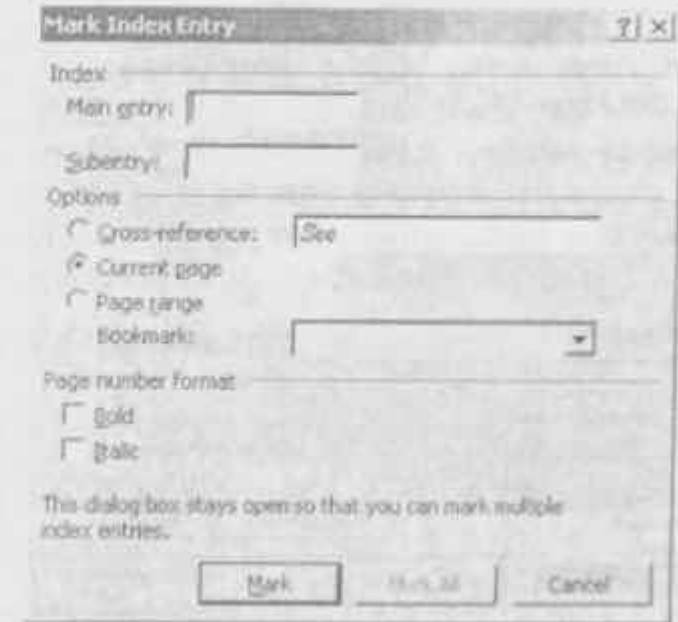 Mark Index Entry
Index
Main entry:
Subentry:
Options
Cross-reference: See
Current page
Page range
Bookmark:
Page number format
Bold
Italic
This dialog box stays open so that you can mark multiple
index entries.
Mark Mark All Cancel